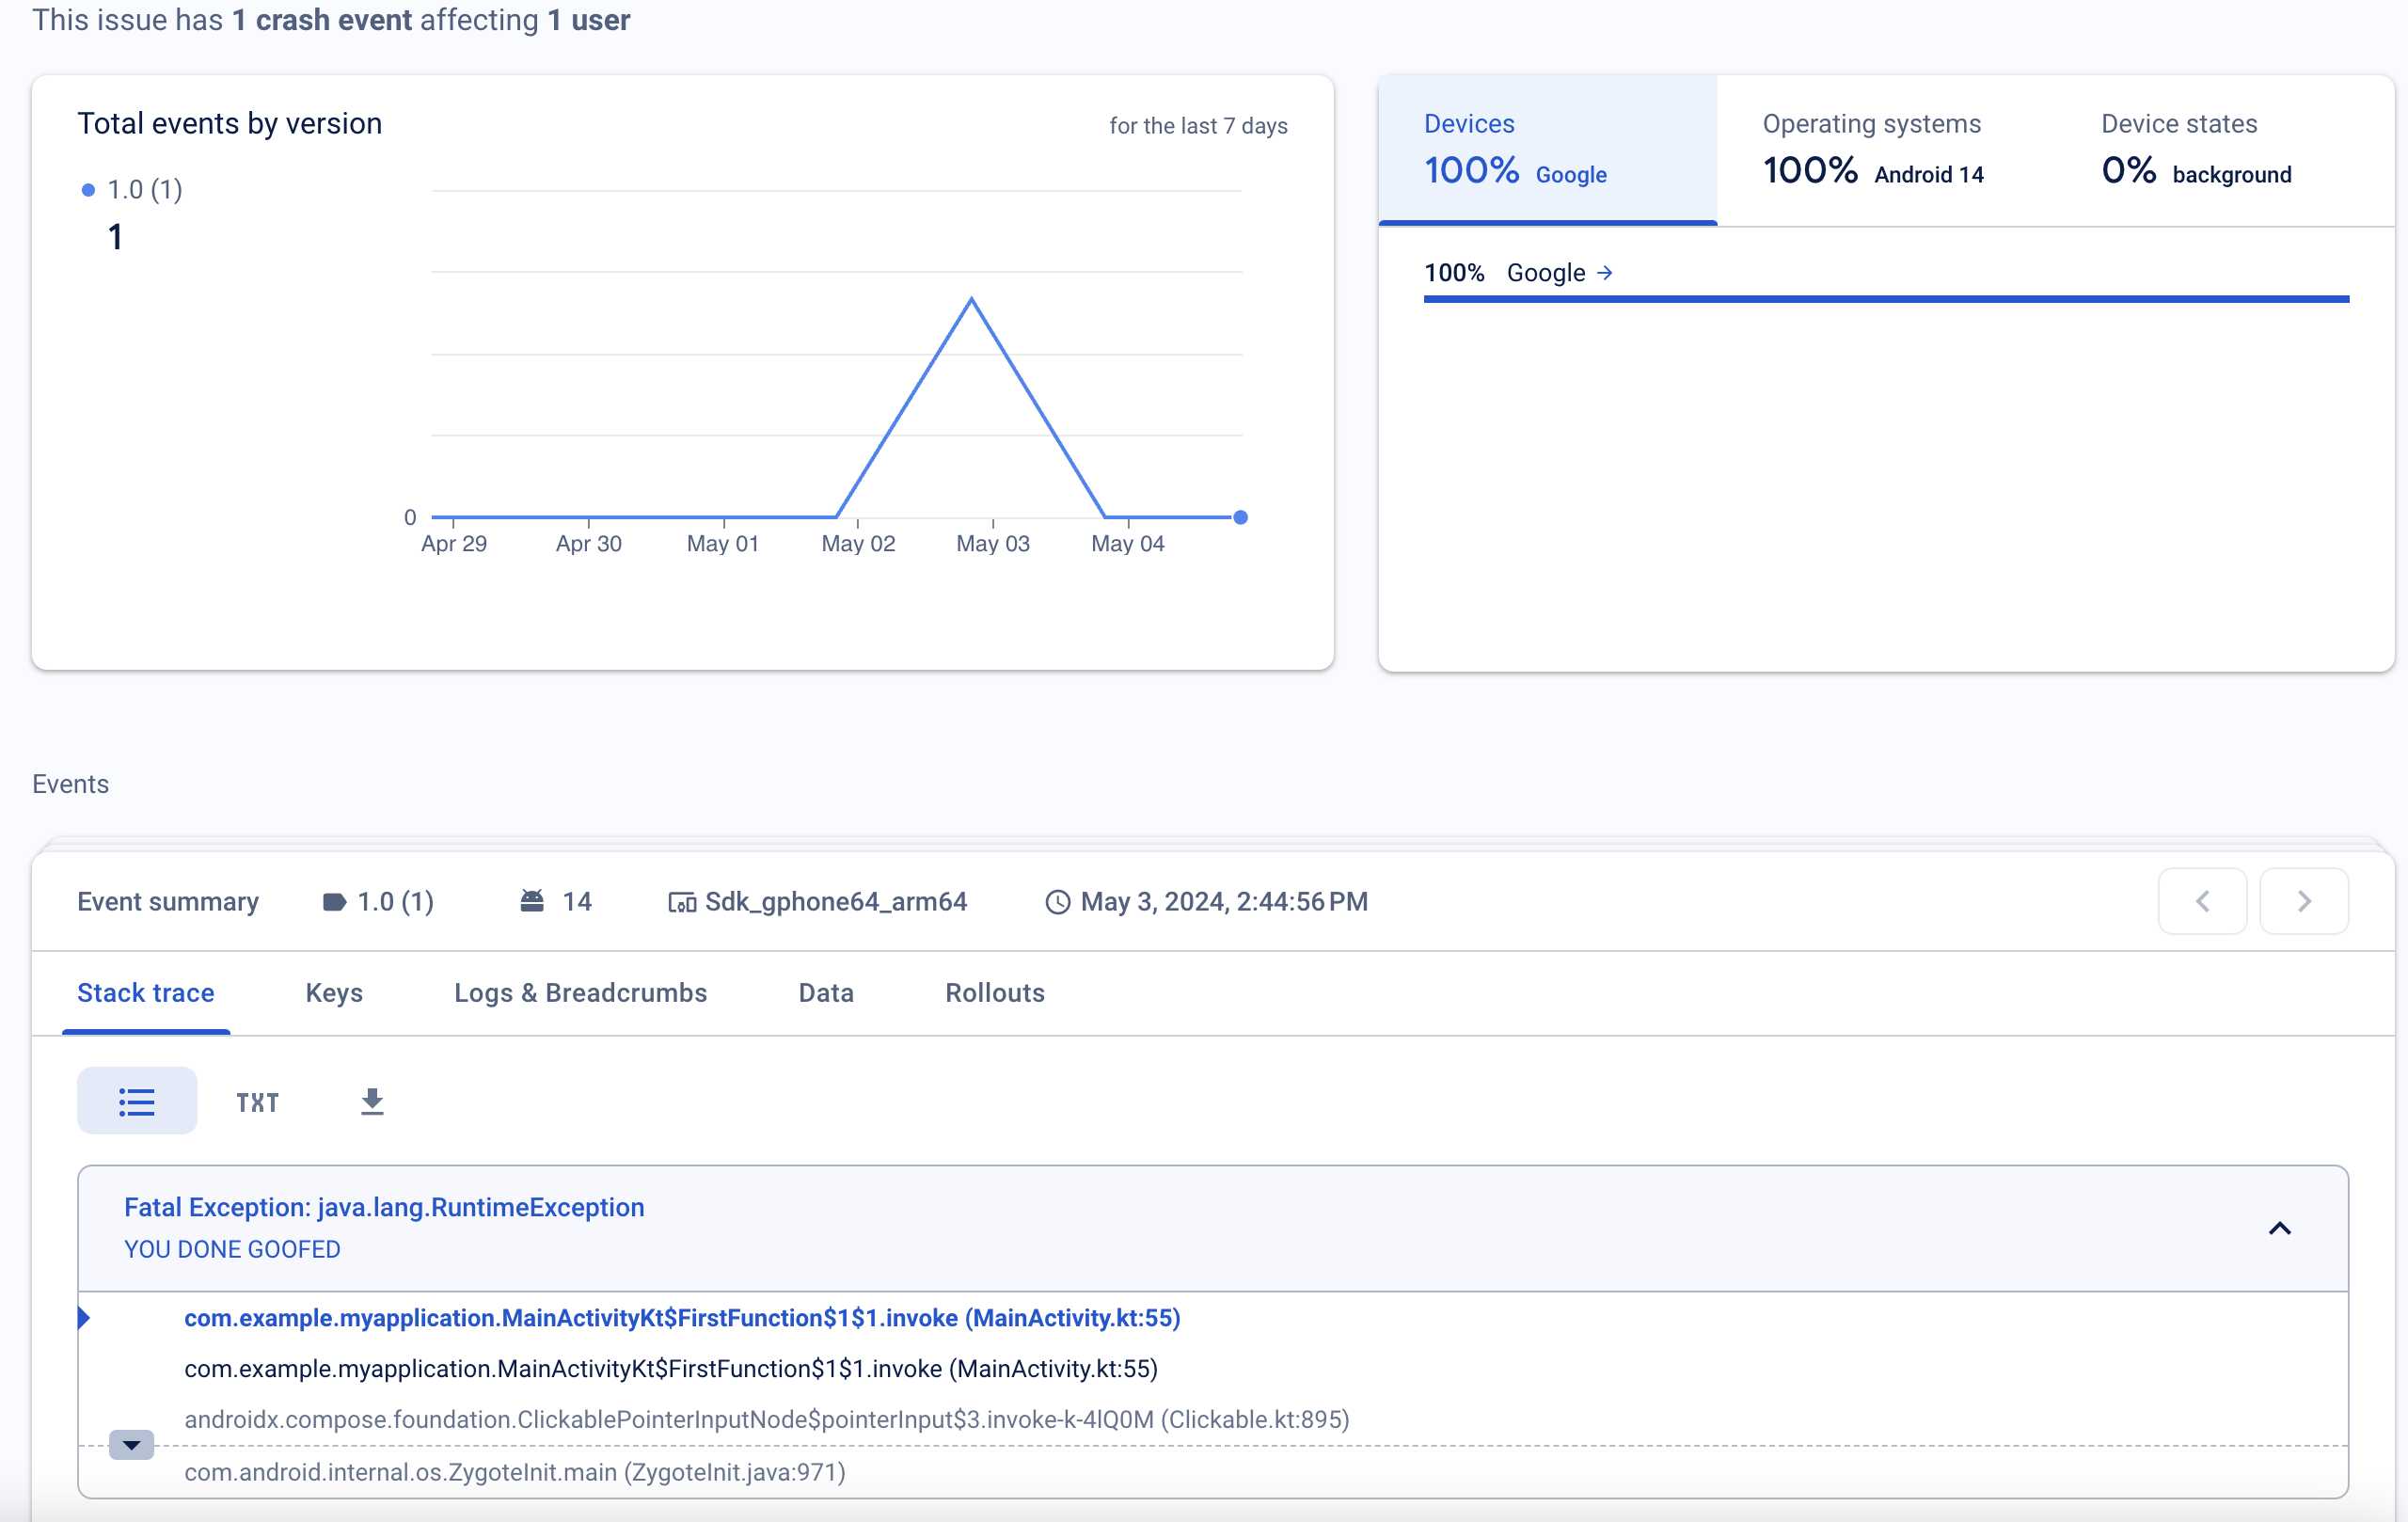 This issue has 1 crash event affecting 1 user
Total events by version
for the last 7 days
1.0 (1)
1
0
Apr 29 Apr 30 May 01 May 02 May 03 May 04
Devices
100% Google
Operating systems
100% Android 14
Device states
0% background
100% Google
Events
Event summary 1.0 (1) 14 Sdk_gphone64_arm64 May 3, 2024, 2:44:56 PM
Stack trace Keys Logs & Breadcrumbs Data Rollouts
TXT
Fatal Exception: java.lang.RuntimeException
YOU DONE GOOFED
com.example.myapplication.MainActivityKt$FirstFunction$1$1.invoke (MainActivity.kt:55)
com.example.myapplication.MainActivityKt$FirstFunction$1$1.invoke (MainActivity.kt:55)
androidx.compose.foundation.ClickablePointerInputNode$pointerInput$3.invoke-k-4lQ0M (Clickable.kt:895)
com.android.internal.os.ZygoteInit.main (ZygoteInit.java:971)